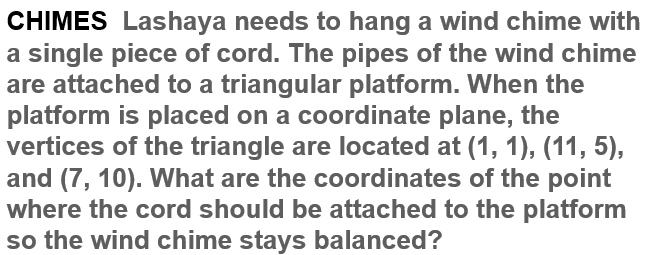 CHIMES Lashaya needs to hang a wind chime with
a single piece of cord. The pipes of the wind chime
are attached to a triangular platform. When the
platform is placed on a coordinate plane, the
vertices of the triangle are located at (1, 1), (11, 5),
and (7, 10). What are the coordinates of the point
where the cord should be attached to the platform
so the wind chime stays balanced?